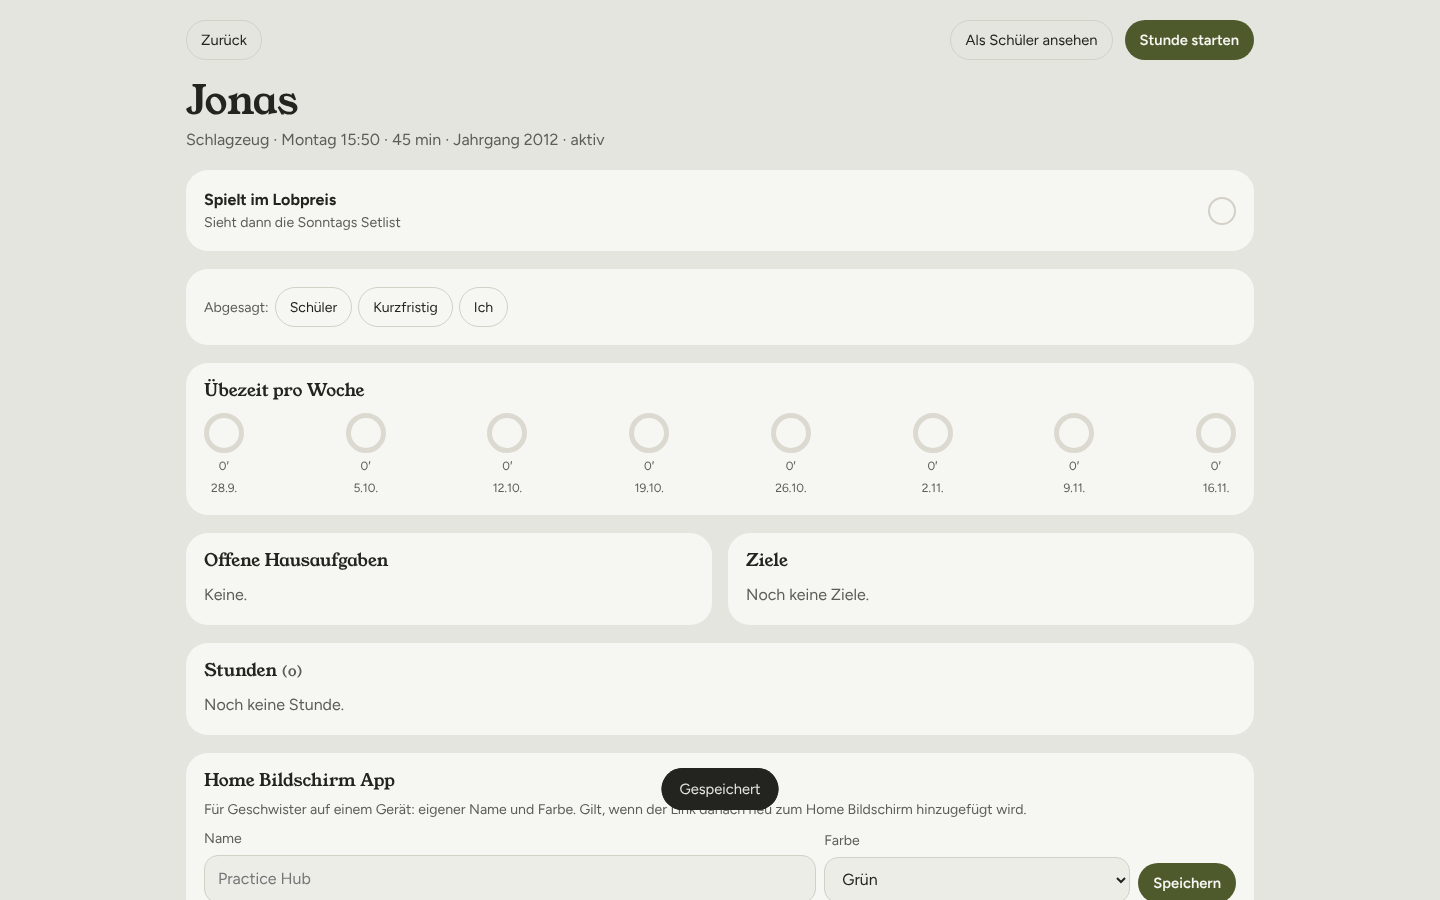 Zurück
Als Schüler ansehen
Stunde starten
Jonas
Schlagzeug · Montag 15:50 · 45 min · Jahrgang 2012 · aktiv
Spielt im Lobpreis
Sieht dann die Sonntags Setlist
Abgesagt: Schüler Kurzfristig Ich
Übezeit pro Woche
0′ 0′ 0′ 0′ 0′ 0′ 0′ 0′
28.9. 5.10. 12.10. 19.10. 26.10. 2.11. 9.11. 16.11.
Offene Hausaufgaben
Keine.
Ziele
Noch keine Ziele.
Stunden (0)
Noch keine Stunde.
Home Bildschirm App
Gespeichert
Für Geschwister auf einem Gerät: eigener Name und Farbe. Gilt, wenn der Link danach neu zum Home Bildschirm hinzugefügt wird.
Name
Practice Hub
Farbe
Grün
Speichern